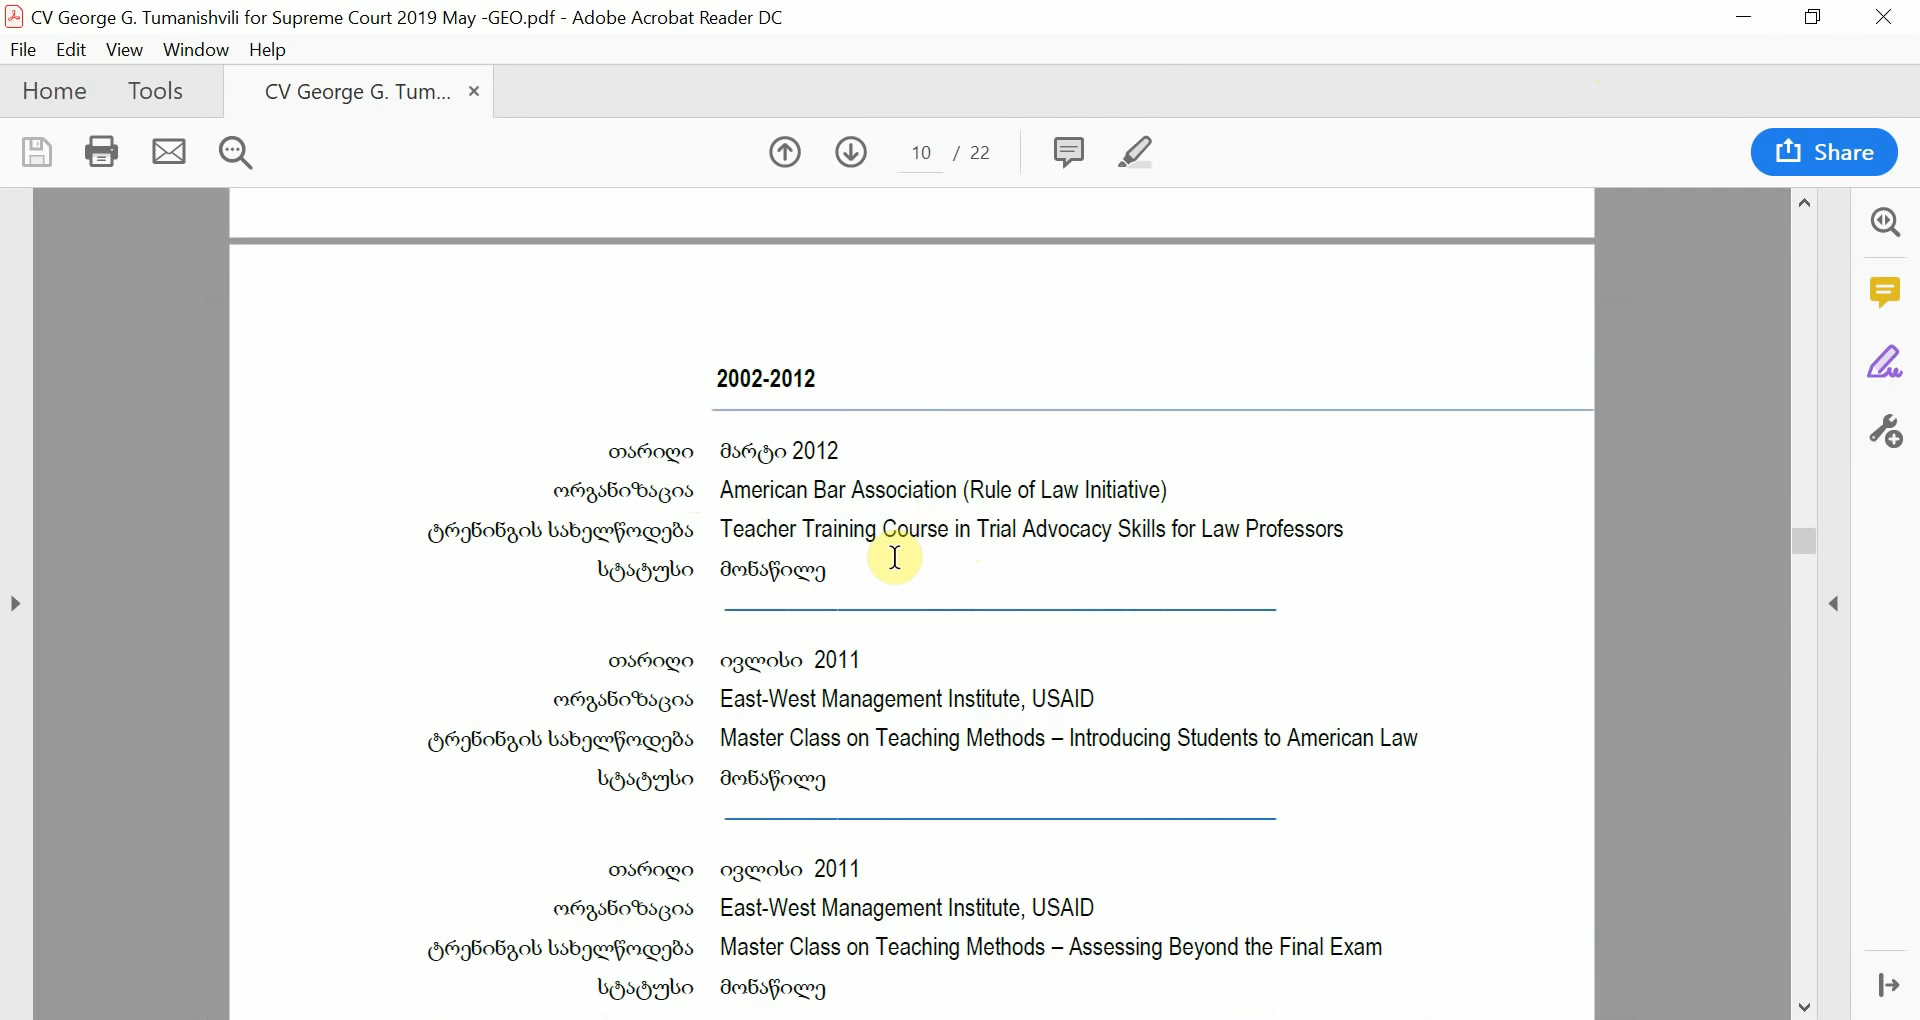 CV George G. Tumanishvili for Supreme Court 2019 May -GEO.pdf - Adobe Acrobat Reader DC
File Edit View Window Help
Home Tools CV George G. Tum... ×
10 / 22 Share
2002-2012
თარიღი მარტი 2012
ორგანიზაცია American Bar Association (Rule of Law Initiative)
ტრენინგის სახელწოდება Teacher Training Course in Trial Advocacy Skills for Law Professors
სტატუსი მონაწილე
თარიღი ივლისი 2011
ორგანიზაცია East-West Management Institute, USAID
ტრენინგის სახელწოდება Master Class on Teaching Methods – Introducing Students to American Law
სტატუსი მონაწილე
თარიღი ივლისი 2011
ორგანიზაცია East-West Management Institute, USAID
ტრენინგის სახელწოდება Master Class on Teaching Methods – Assessing Beyond the Final Exam
სტატუსი მონაწილე